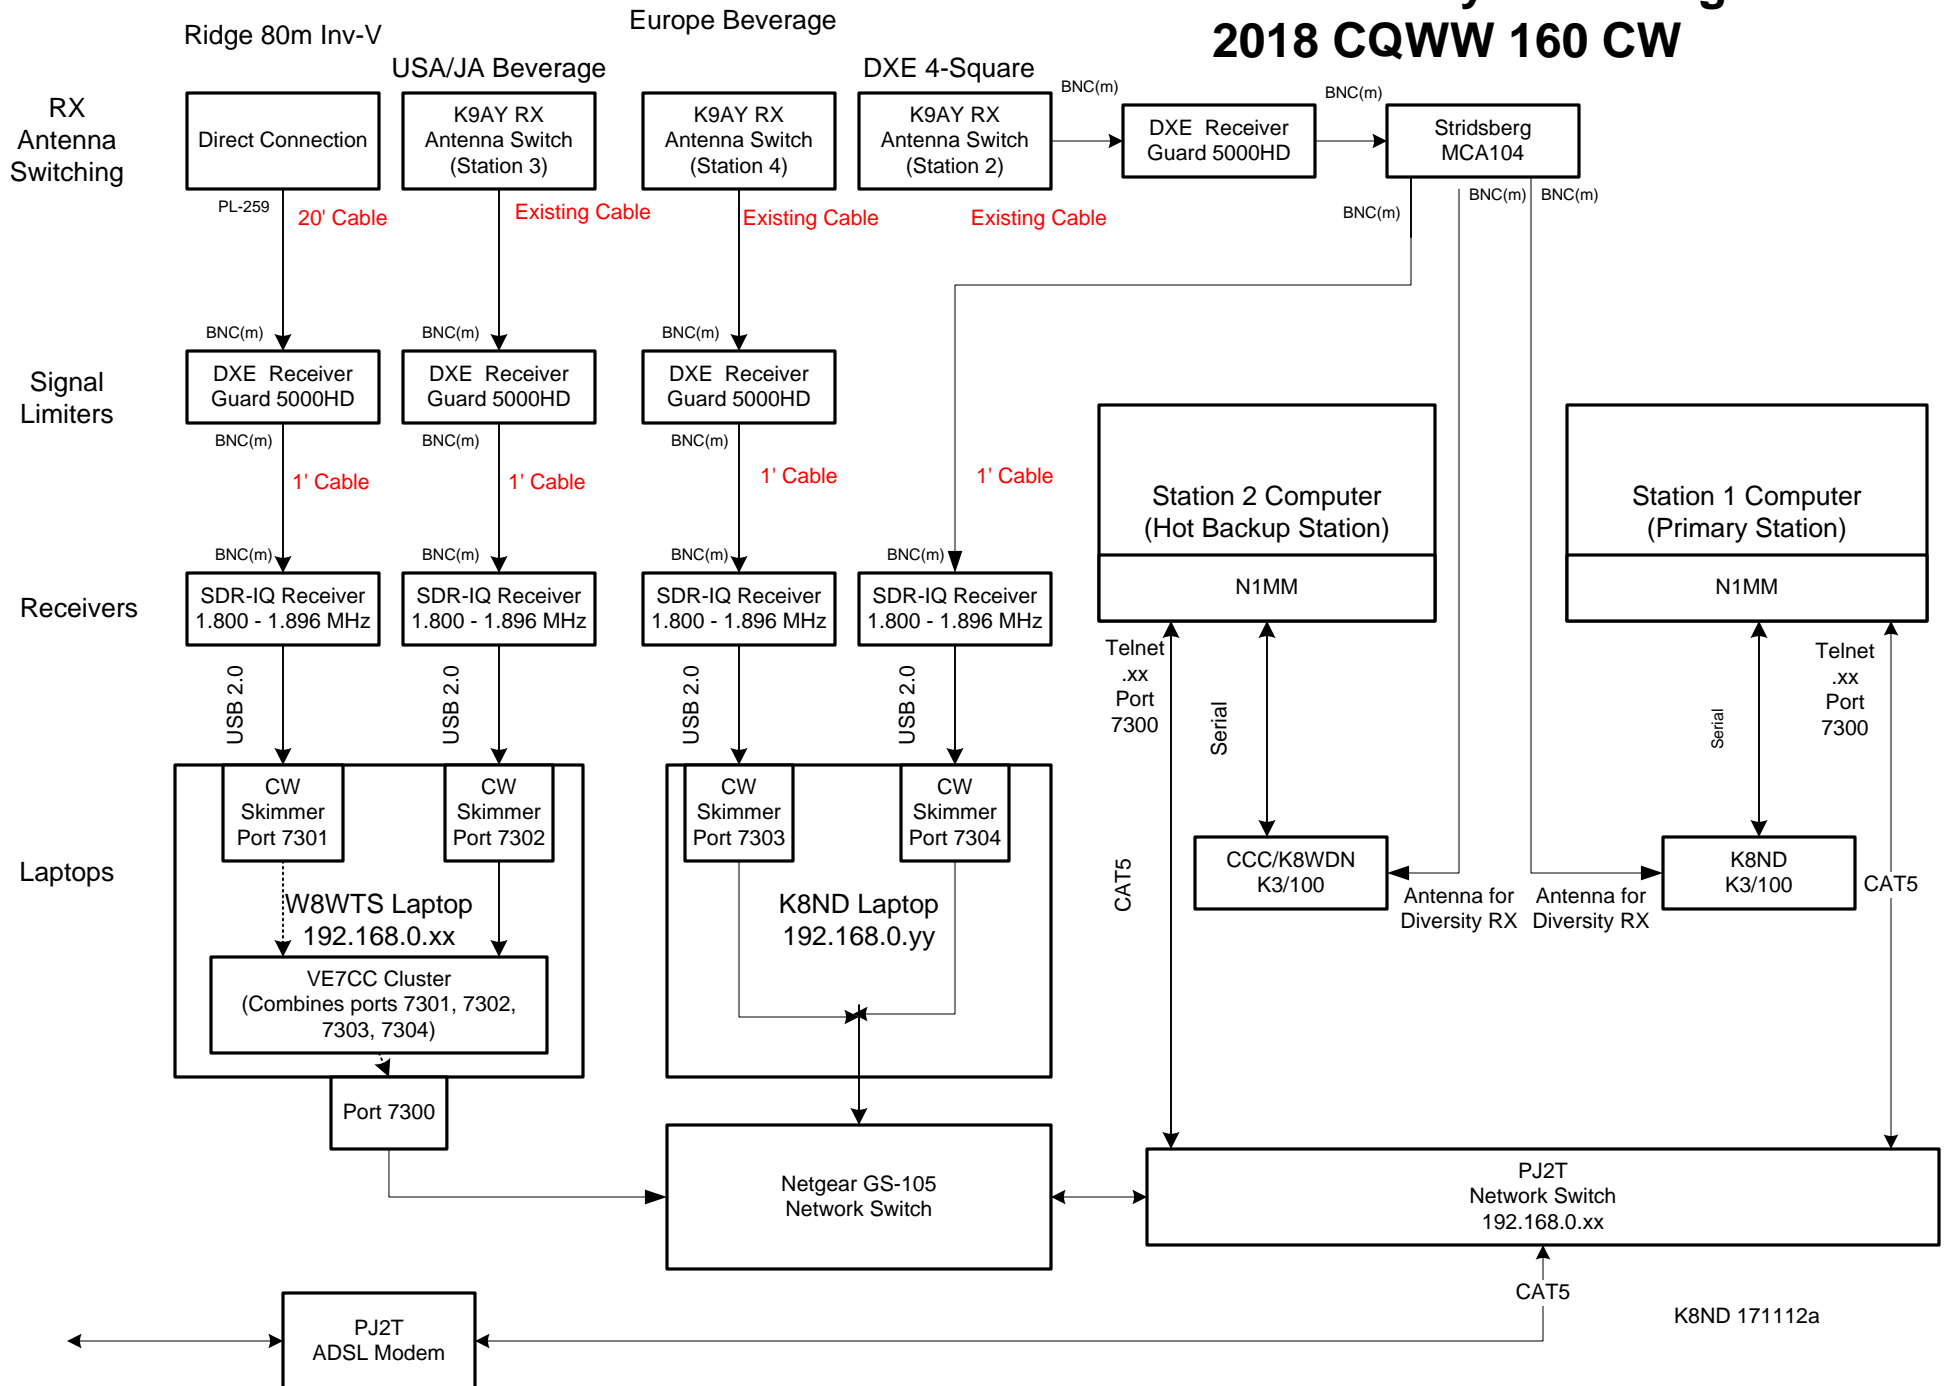 2018 CQWW 160 CW
Europe Beverage
Ridge 80m Inv-V
USA/JA Beverage
DXE 4-Square
RX
Antenna
Switching
Direct Connection
K9AY RX
Antenna Switch
(Station 3)
K9AY RX
Antenna Switch
(Station 4)
K9AY RX
Antenna Switch
(Station 2)
BNC(m)
DXE Receiver
Guard 5000HD
BNC(m)
Stridsberg
MCA104
PL-259
20' Cable
Existing Cable
Existing Cable
Existing Cable
BNC(m)
BNC(m)
BNC(m)
Signal
Limiters
BNC(m)
BNC(m)
BNC(m)
DXE Receiver
Guard 5000HD
DXE Receiver
Guard 5000HD
DXE Receiver
Guard 5000HD
BNC(m)
BNC(m)
BNC(m)
1' Cable
1' Cable
1' Cable
1' Cable
Station 2 Computer
(Hot Backup Station)
N1MM
Station 1 Computer
(Primary Station)
N1MM
Receivers
BNC(m)
BNC(m)
BNC(m)
BNC(m)
SDR-IQ Receiver
1.800 - 1.896 MHz
SDR-IQ Receiver
1.800 - 1.896 MHz
SDR-IQ Receiver
1.800 - 1.896 MHz
SDR-IQ Receiver
1.800 - 1.896 MHz
USB 2.0
USB 2.0
USB 2.0
USB 2.0
Telnet
.xx
Port
7300
Serial
Serial
Telnet
.xx
Port
7300
Laptops
CW
Skimmer
Port 7301
CW
Skimmer
Port 7302
CW
Skimmer
Port 7303
CW
Skimmer
Port 7304
W8WTS Laptop
192.168.0.xx
K8ND Laptop
192.168.0.yy
CAT5
CCC/K8WDN
K3/100
Antenna for
Diversity RX
Antenna for
Diversity RX
K8ND
K3/100
CAT5
VE7CC Cluster
(Combines ports 7301, 7302,
7303, 7304)
Port 7300
Netgear GS-105
Network Switch
PJ2T
Network Switch
192.168.0.xx
CAT5
PJ2T
ADSL Modem
K8ND 171112a